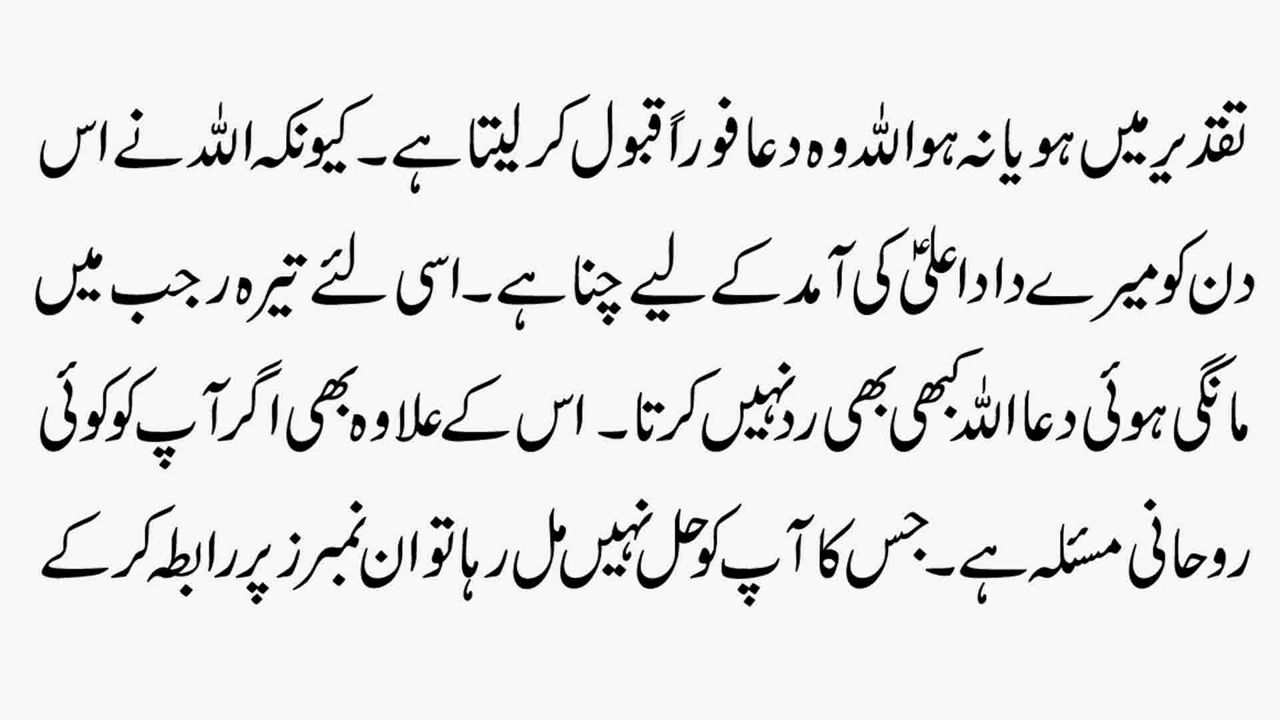 تقدیر میں ہو یا نہ ہو اللہ وہ دعا فوراً قبول کر لیتا ہے۔ کیونکہ اللہ نے اس
دن کو میرے دادا علیؑ کی آمد کے لیے چنا ہے۔ اسی لئے تیرہ رجب میں
مانگی ہوئی دعا اللہ کبھی بھی رد نہیں کرتا۔ اس کے علاوہ بھی اگر آپ کو کوئی
روحانی مسئلہ ہے۔ جس کا آپ کو حل نہیں مل رہا تو ان نمبرز پر رابطہ کر کے